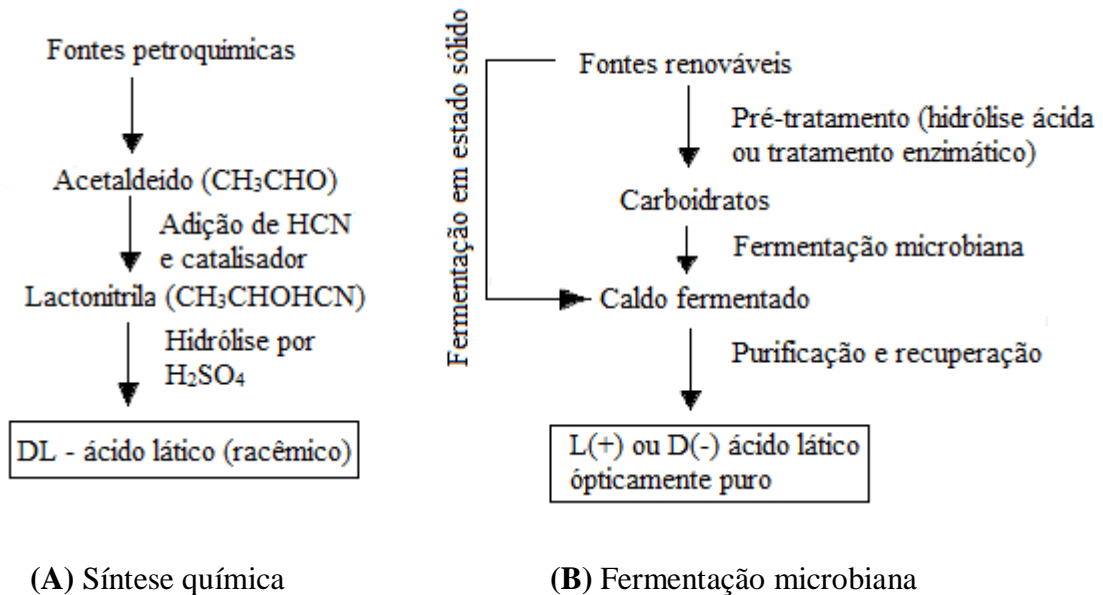 Fontes petroquímicas
Acetaldeído (CH₃CHO)
Adição de HCN
e catalisador
Lactonitrila (CH₃CHOHCN)
Hidrólise por
H₂SO₄
DL - ácido lático (racêmico)
(A) Síntese química
Fermentação em estado sólido
Fontes renováveis
Pré-tratamento (hidrólise ácida
ou tratamento enzimático)
Carboidratos
Fermentação microbiana
Caldo fermentado
Purificação e recuperação
L(+) ou D(-) ácido lático
ópticamente puro
(B) Fermentação microbiana